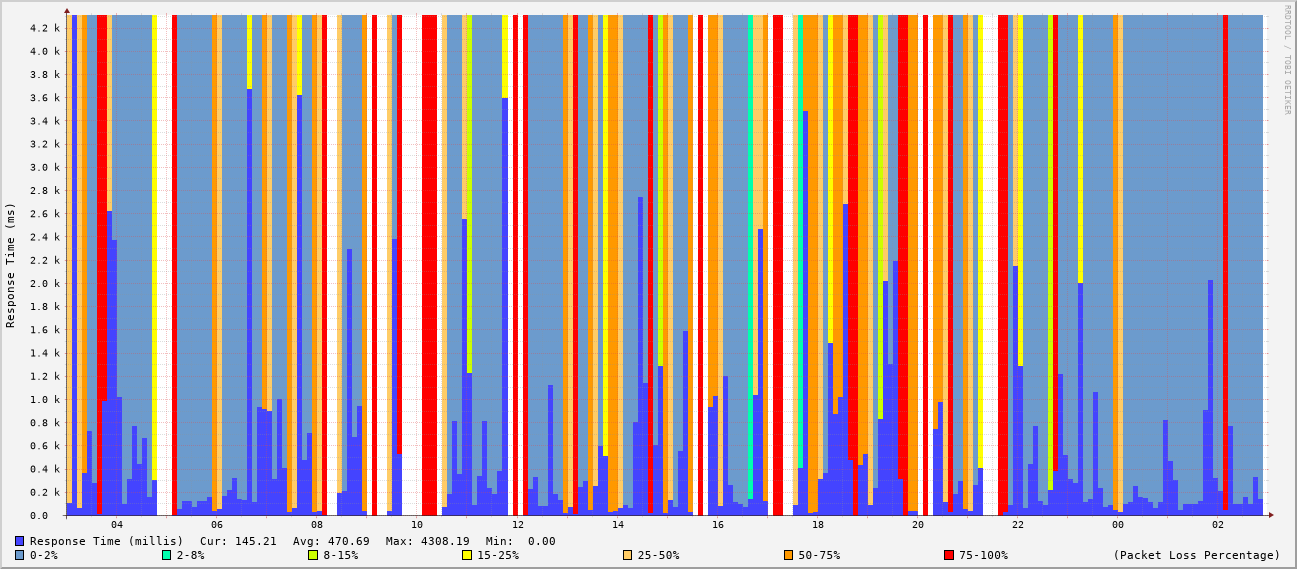 RRDTOOL / TOBI OETIKER
Response Time (ms)
4.2 k
4.0 k
3.8 k
3.6 k
3.4 k
3.2 k
3.0 k
2.8 k
2.6 k
2.4 k
2.2 k
2.0 k
1.8 k
1.6 k
1.4 k
1.2 k
1.0 k
0.8 k
0.6 k
0.4 k
0.2 k
0.0
04 06 08 10 12 14 16 18 20 22 00 02
Response Time (millis) Cur: 145.21 Avg: 470.69 Max: 4308.19 Min: 0.00
0-2% 2-8% 8-15% 15-25% 25-50% 50-75% 75-100% (Packet Loss Percentage)